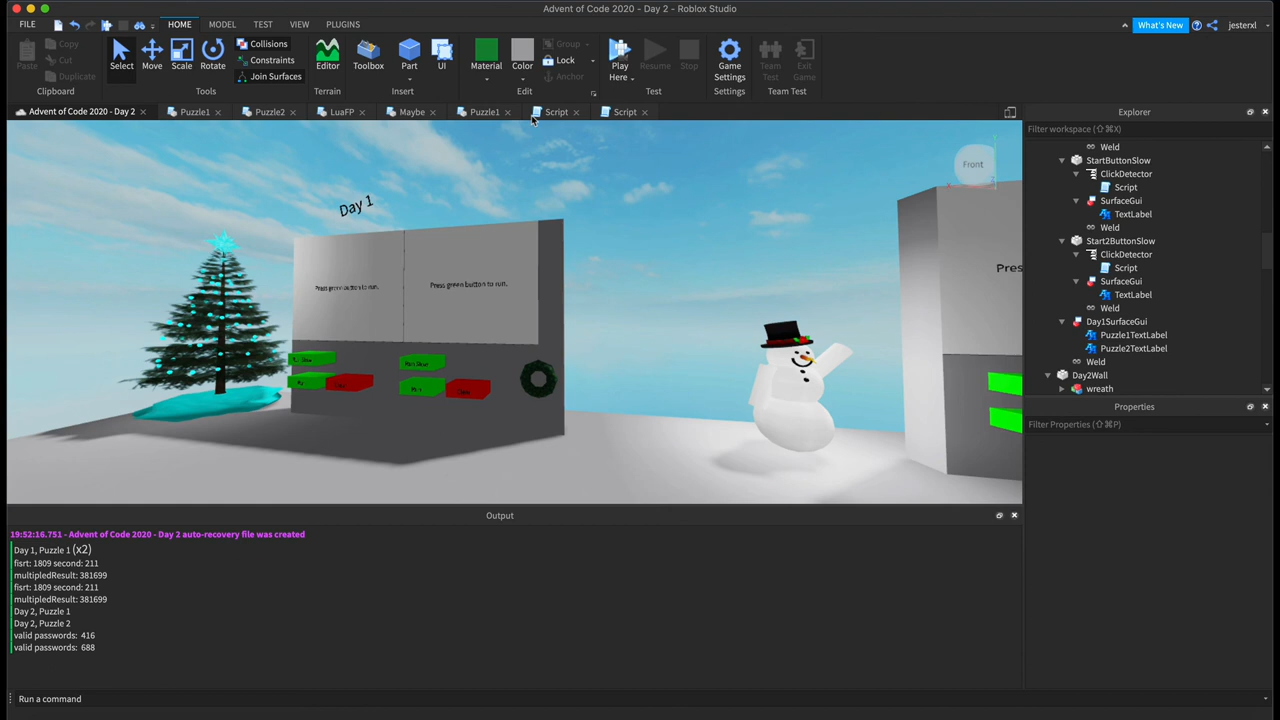 Advent of Code 2020 - Day 2 - Roblox Studio
FILE HOME MODEL TEST VIEW PLUGINS What's New jesterxl
Paste Copy Cut Duplicate Select Move Scale Rotate Collisions Constraints Join Surfaces Editor Toolbox Part UI Material Color Group Lock Anchor Play Here Resume Stop Game Settings Team Test Exit Game
Clipboard Tools Terrain Insert Edit Test Settings Team Test
Advent of Code 2020 - Day 2 Puzzle1 Puzzle2 LuaFP Maybe Puzzle1 Script Script
Explorer
Filter workspace (⇧⌘X)
Weld
StartButtonSlow
ClickDetector
Script
SurfaceGui
TextLabel
Weld
Start2ButtonSlow
ClickDetector
Script
SurfaceGui
TextLabel
Weld
Day1SurfaceGui
Puzzle1TextLabel
Puzzle2TextLabel
Weld
Day2Wall
wreath
Properties
Filter Properties (⇧⌘P)
Front
Day 1
Press green button to run.
Press green button to run.
Pres
Run Slow
Output
19:52:16.751 - Advent of Code 2020 - Day 2 auto-recovery file was created
Day 1, Puzzle 1 (x2)
fisrt: 1809 second: 211
multipledResult: 381699
fisrt: 1809 second: 211
multipledResult: 381699
Day 2, Puzzle 1
Day 2, Puzzle 2
valid passwords: 416
valid passwords: 688
Run a command